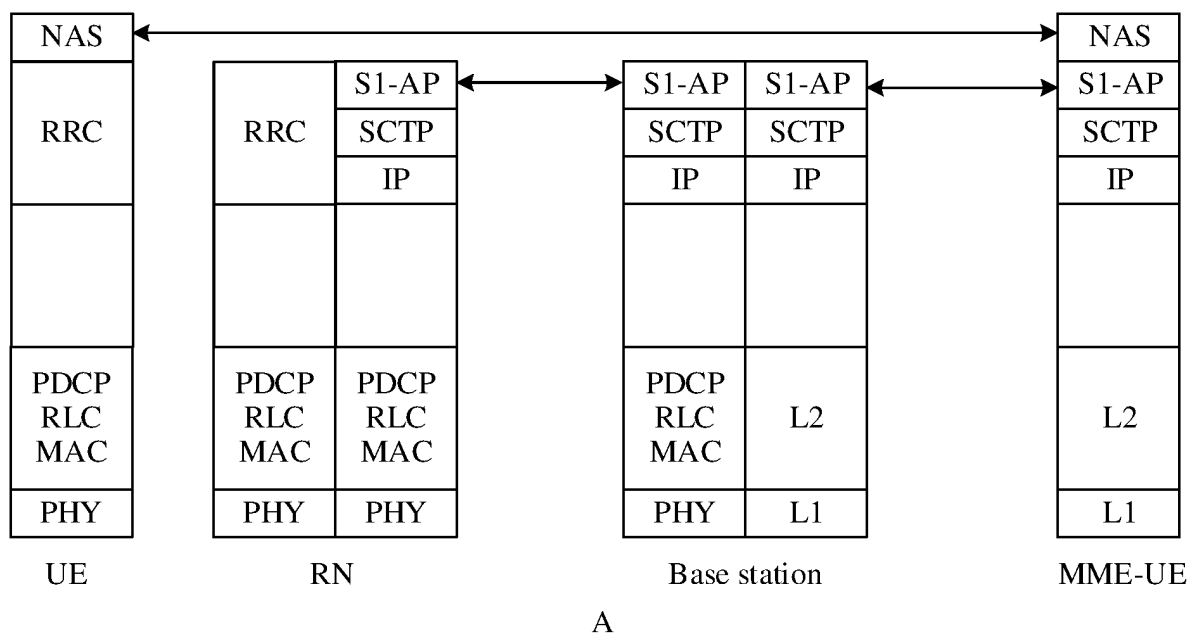 NAS NAS
S1-AP S1-AP S1-AP S1-AP
RRC RRC SCTP SCTP SCTP SCTP
IP IP IP IP
PDCP PDCP PDCP PDCP
RLC RLC RLC RLC L2 L2
MAC MAC MAC MAC
PHY PHY PHY PHY L1 L1
UE RN Base station MME-UE
A